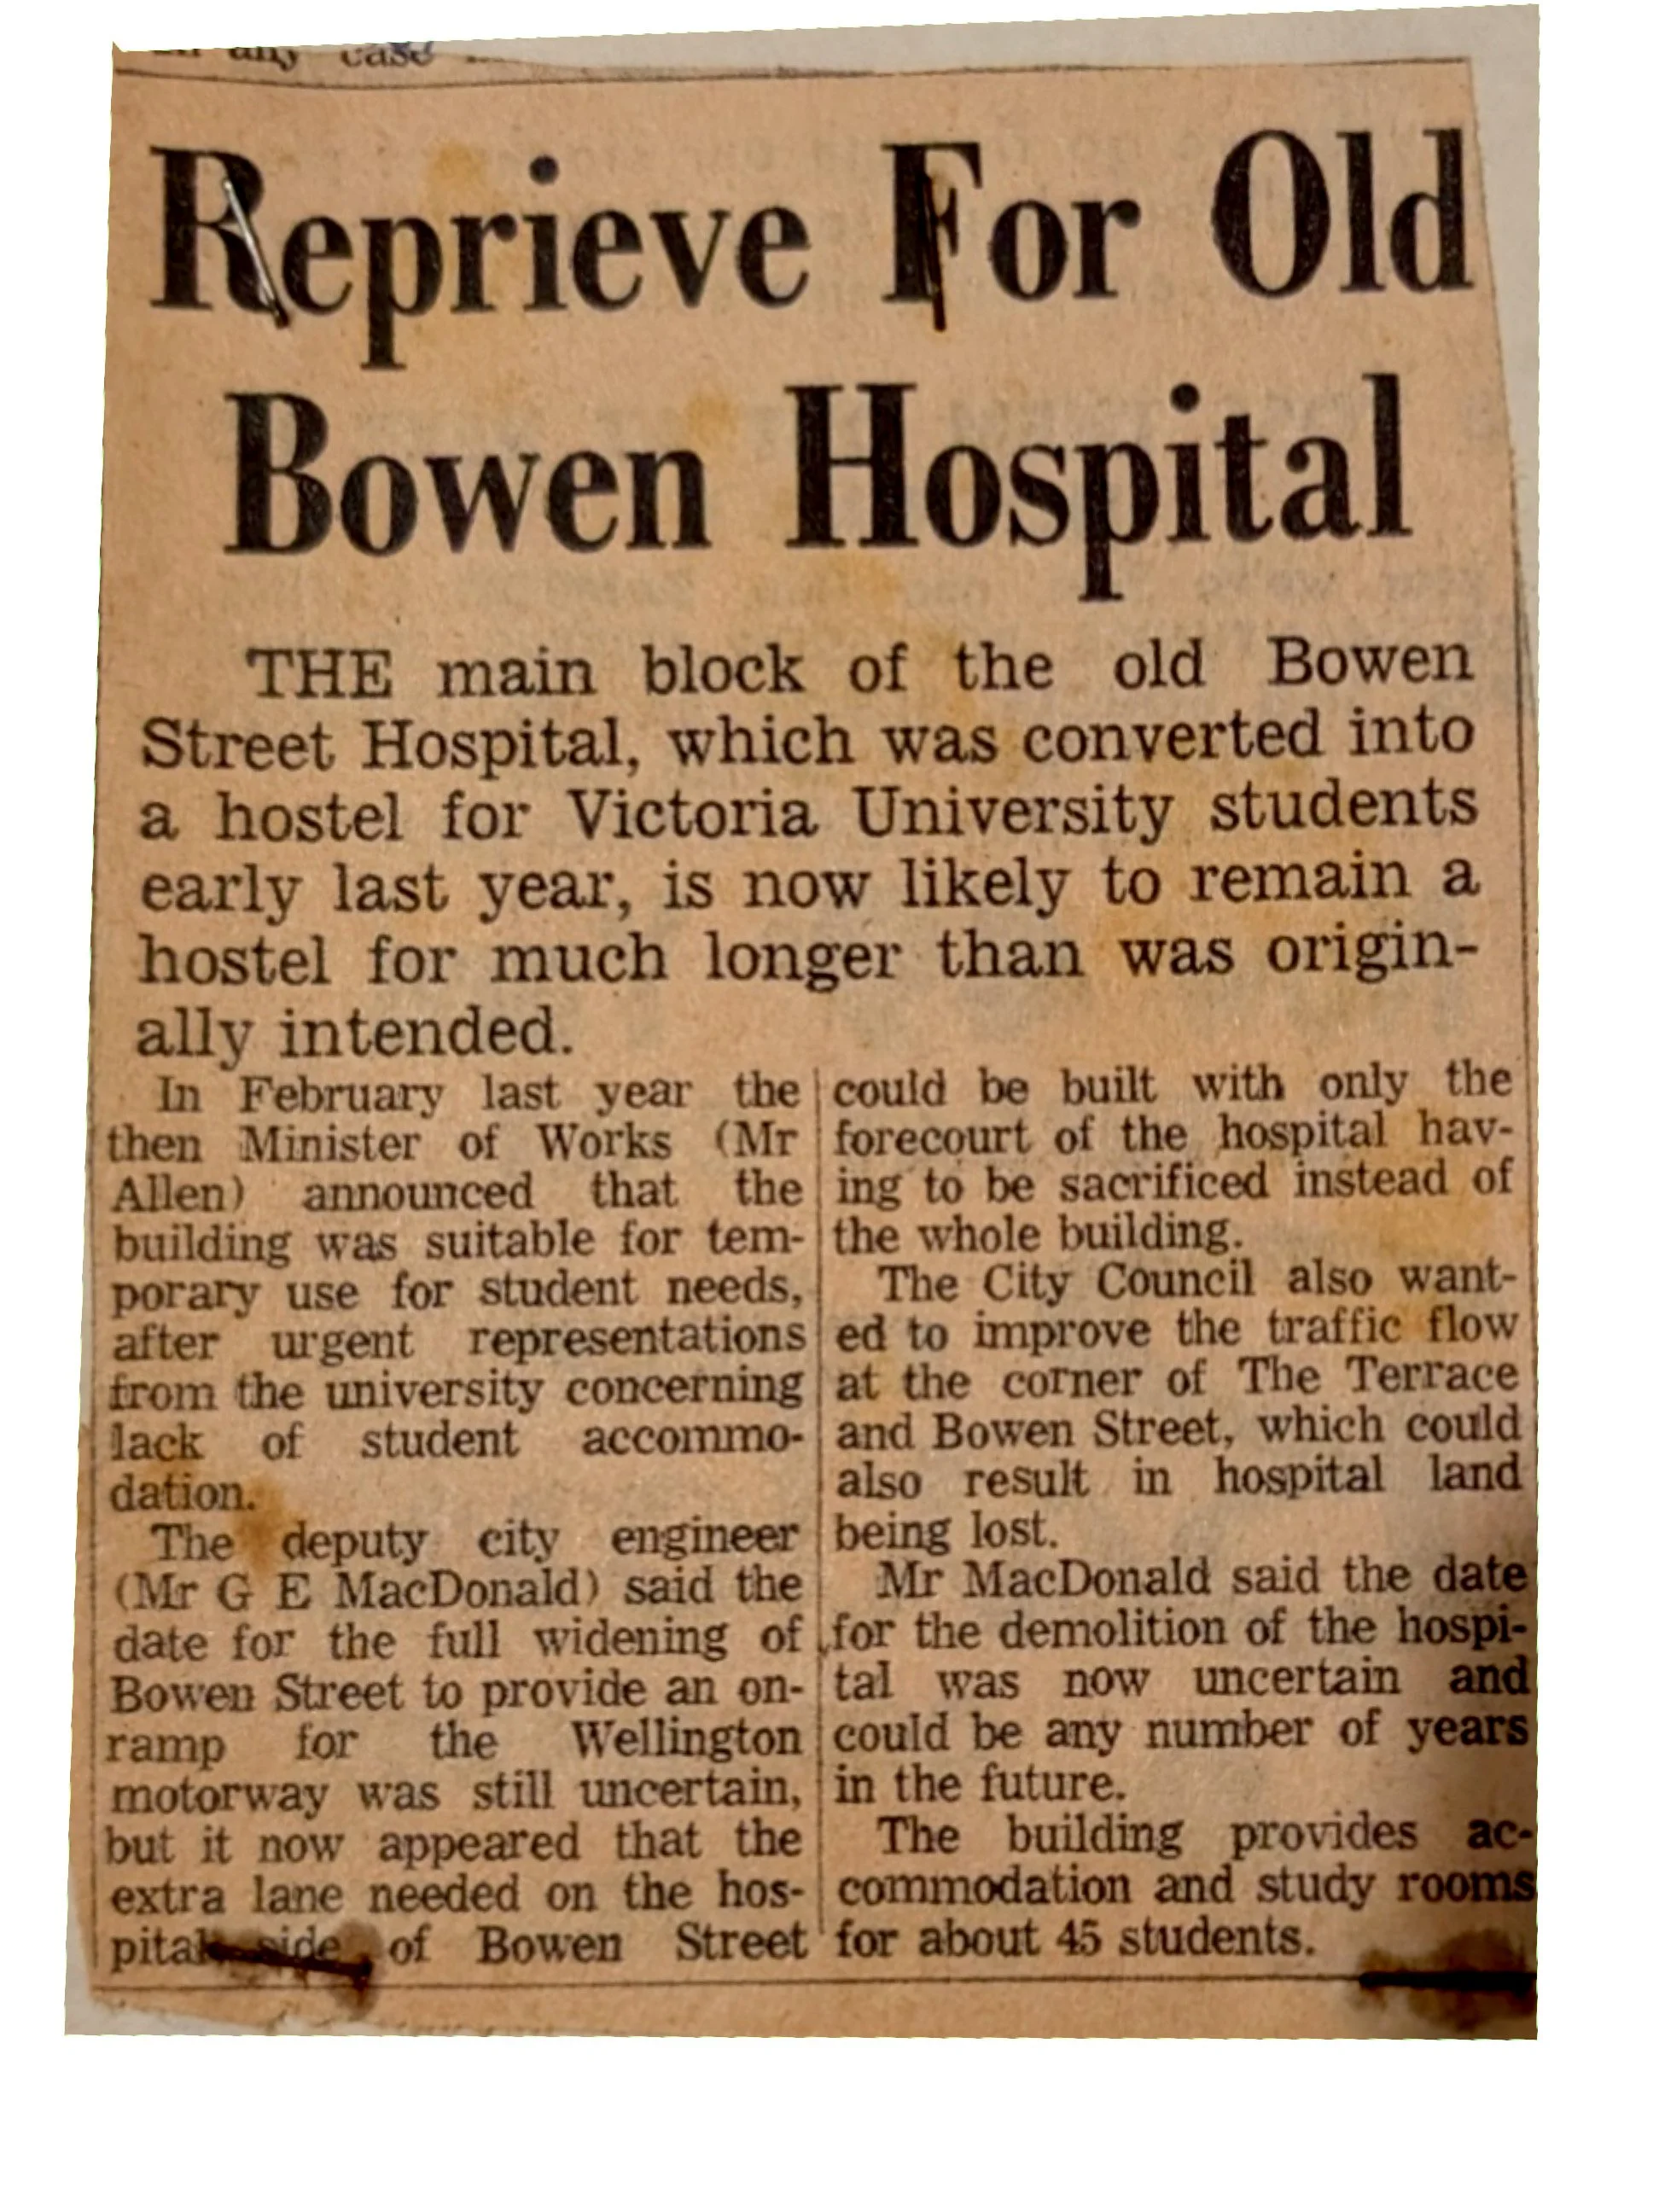 any case
Reprieve For Old
Bowen Hospital
THE main block of the old Bowen
Street Hospital, which was converted into
a hostel for Victoria University students
early last year, is now likely to remain a
hostel for much longer than was origin-
ally intended.
In February last year the
then Minister of Works (Mr
Allen) announced that the
building was suitable for tem-
porary use for student needs,
after urgent representations
from the university concerning
lack of student accommo-
dation.
The deputy city engineer
(Mr G E MacDonald) said the
date for the full widening of
Bowen Street to provide an on-
ramp for the Wellington
motorway was still uncertain,
but it now appeared that the
extra lane needed on the hos-
pital side of Bowen Street
could be built with only the
forecourt of the hospital hav-
ing to be sacrificed instead of
the whole building.
The City Council also want-
ed to improve the traffic flow
at the corner of The Terrace
and Bowen Street, which could
also result in hospital land
being lost.
Mr MacDonald said the date
for the demolition of the hospi-
tal was now uncertain and
could be any number of years
in the future.
The building provides ac-
commodation and study rooms
for about 45 students.